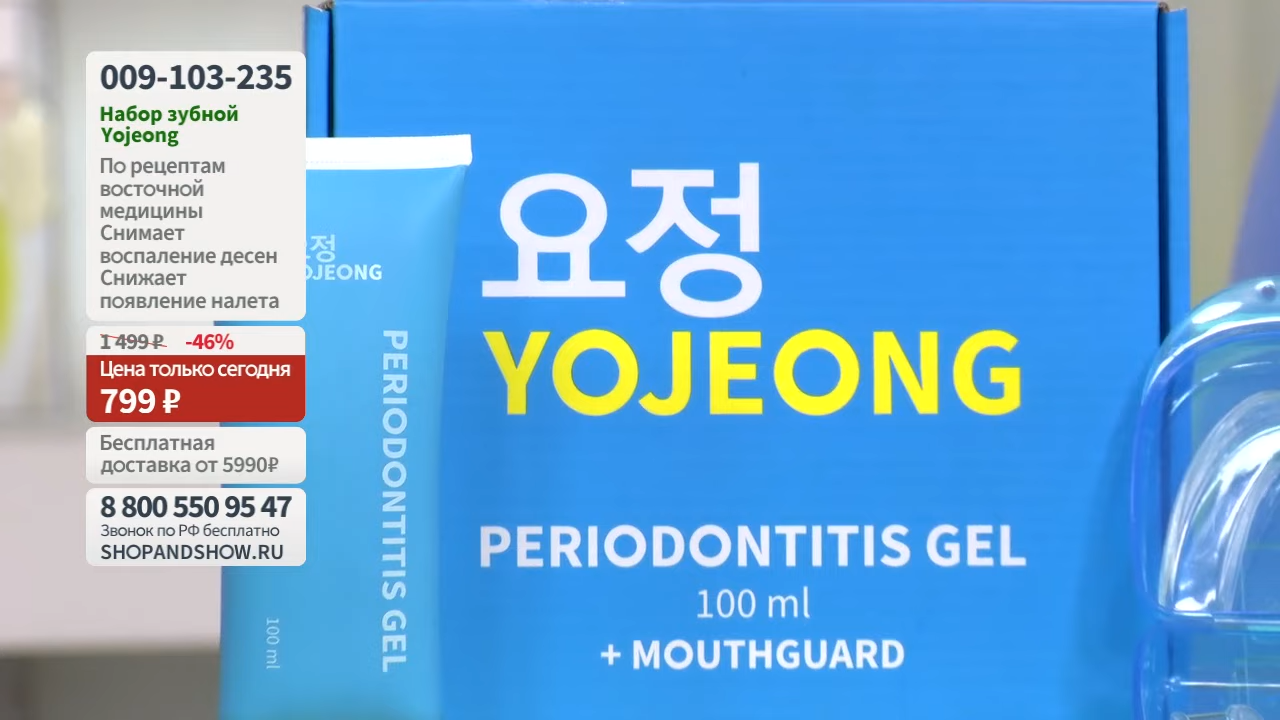 009-103-235
Набор зубной
Yojeong
По рецептам
восточной
медицины
Снимает
воспаление десен
Снижает
появление налета
1 499 ₽ -46%
Цена только сегодня
799 ₽
Бесплатная
доставка от 5990₽
8 800 550 95 47
Звонок по РФ бесплатно
SHOPANDSHOW.RU
정
OJEONG
PERIODONTITIS GEL
100 ml
요정
YOJEONG
PERIODONTITIS GEL
100 ml
+ MOUTHGUARD